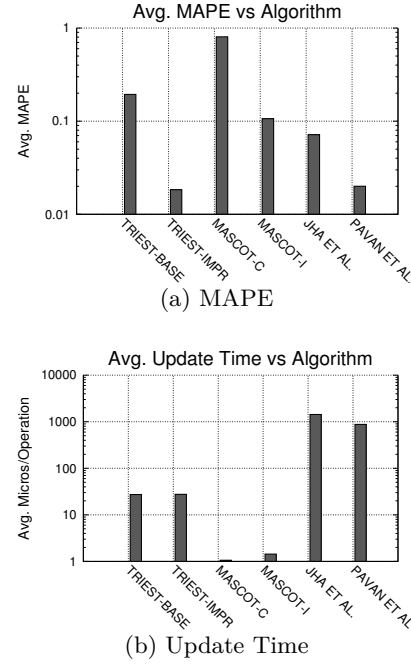 Avg. MAPE vs Algorithm
1
0.1
0.01
Avg. MAPE
TRIEST-BASE
TRIEST-IMPR
MASCOT-C
MASCOT-I
JHA ET AL.
PAVAN ET AL.
(a) MAPE
Avg. Update Time vs Algorithm
10000
1000
100
10
1
Avg. Micros/Operation
TRIEST-BASE
TRIEST-IMPR
MASCOT-C
MASCOT-I
JHA ET AL.
PAVAN ET AL.
(b) Update Time